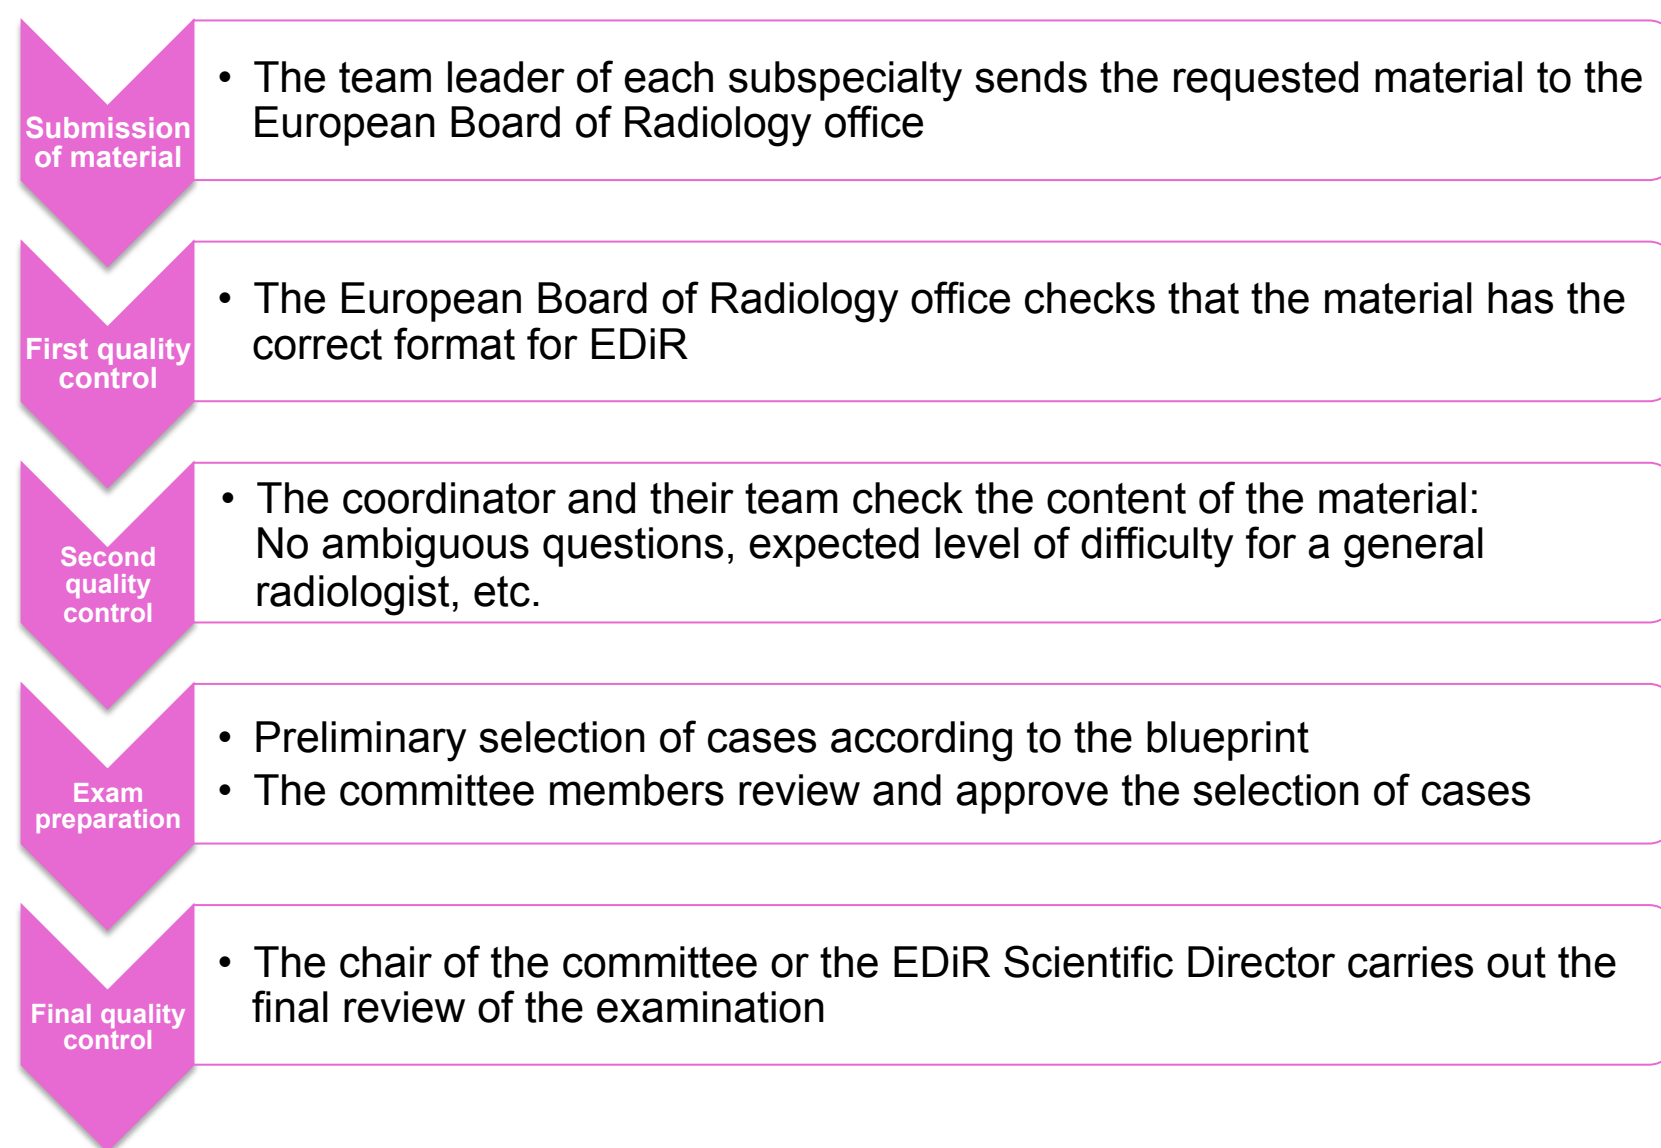 Submission
of material
• The team leader of each subspecialty sends the requested material to the
European Board of Radiology office
First quality
control
• The European Board of Radiology office checks that the material has the
correct format for EDiR
Second
quality
control
• The coordinator and their team check the content of the material:
No ambiguous questions, expected level of difficulty for a general
radiologist, etc.
Exam
preparation
• Preliminary selection of cases according to the blueprint
• The committee members review and approve the selection of cases
Final quality
control
• The chair of the committee or the EDiR Scientific Director carries out the
final review of the examination